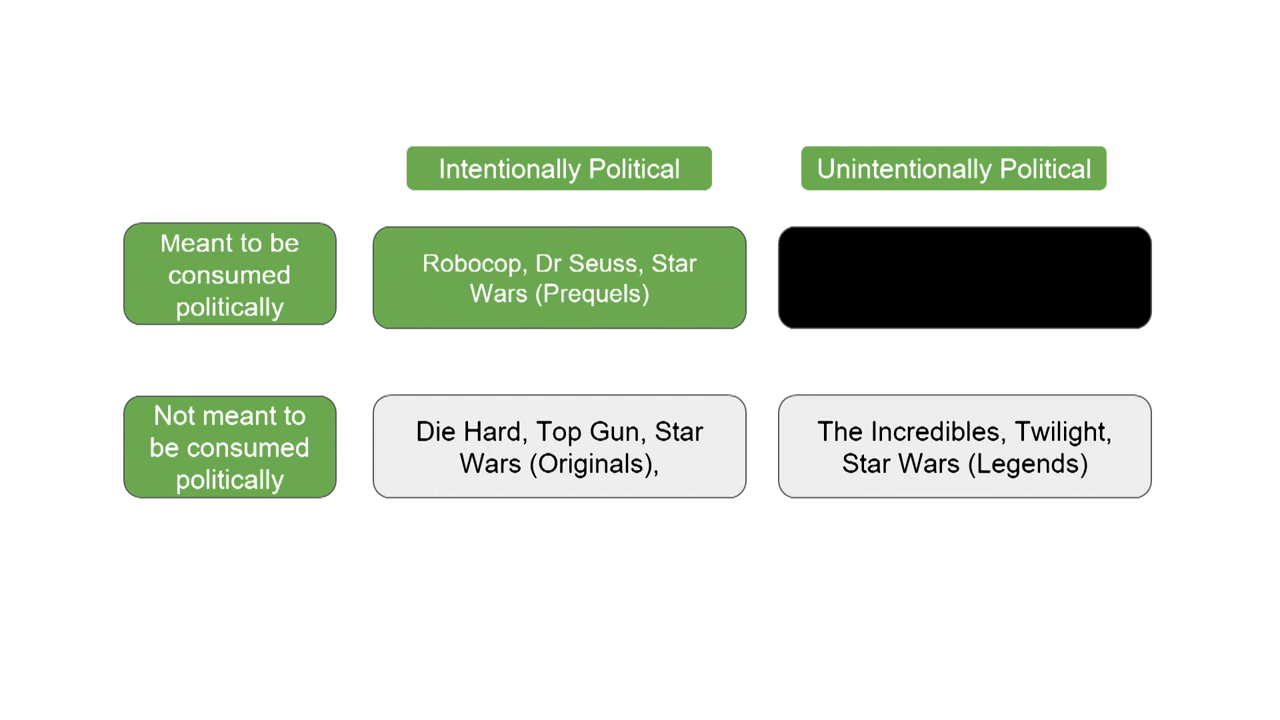 Intentionally Political
Unintentionally Political
Meant to be
consumed
politically
Robocop, Dr Seuss, Star
Wars (Prequels)
Not meant to
be consumed
politically
Die Hard, Top Gun, Star
Wars (Originals),
The Incredibles, Twilight,
Star Wars (Legends)